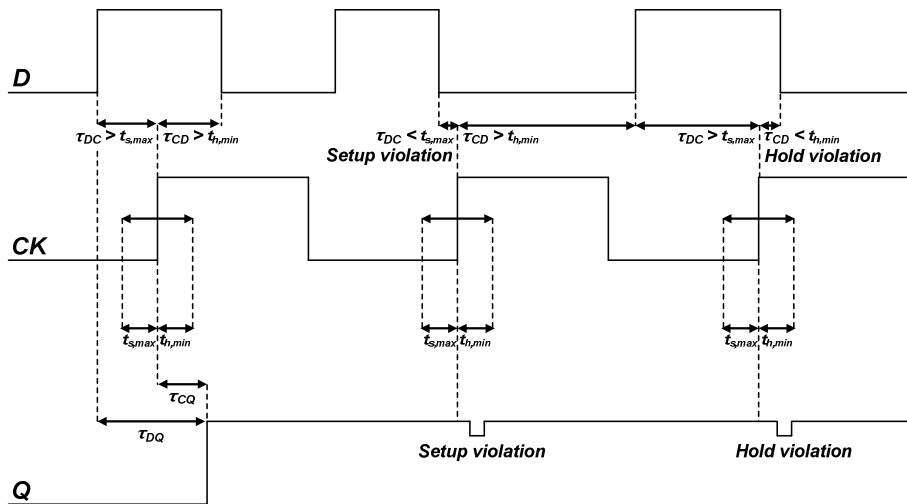 D
τDC > ts,max
τCD > th,min
τDC < ts,max
τCD > th,min
τDC > ts,max
τCD < th,min
Setup violation
Hold violation
CK
ts,max
th,min
ts,max
th,min
ts,max
th,min
τCQ
τDQ
Setup violation
Hold violation
Q